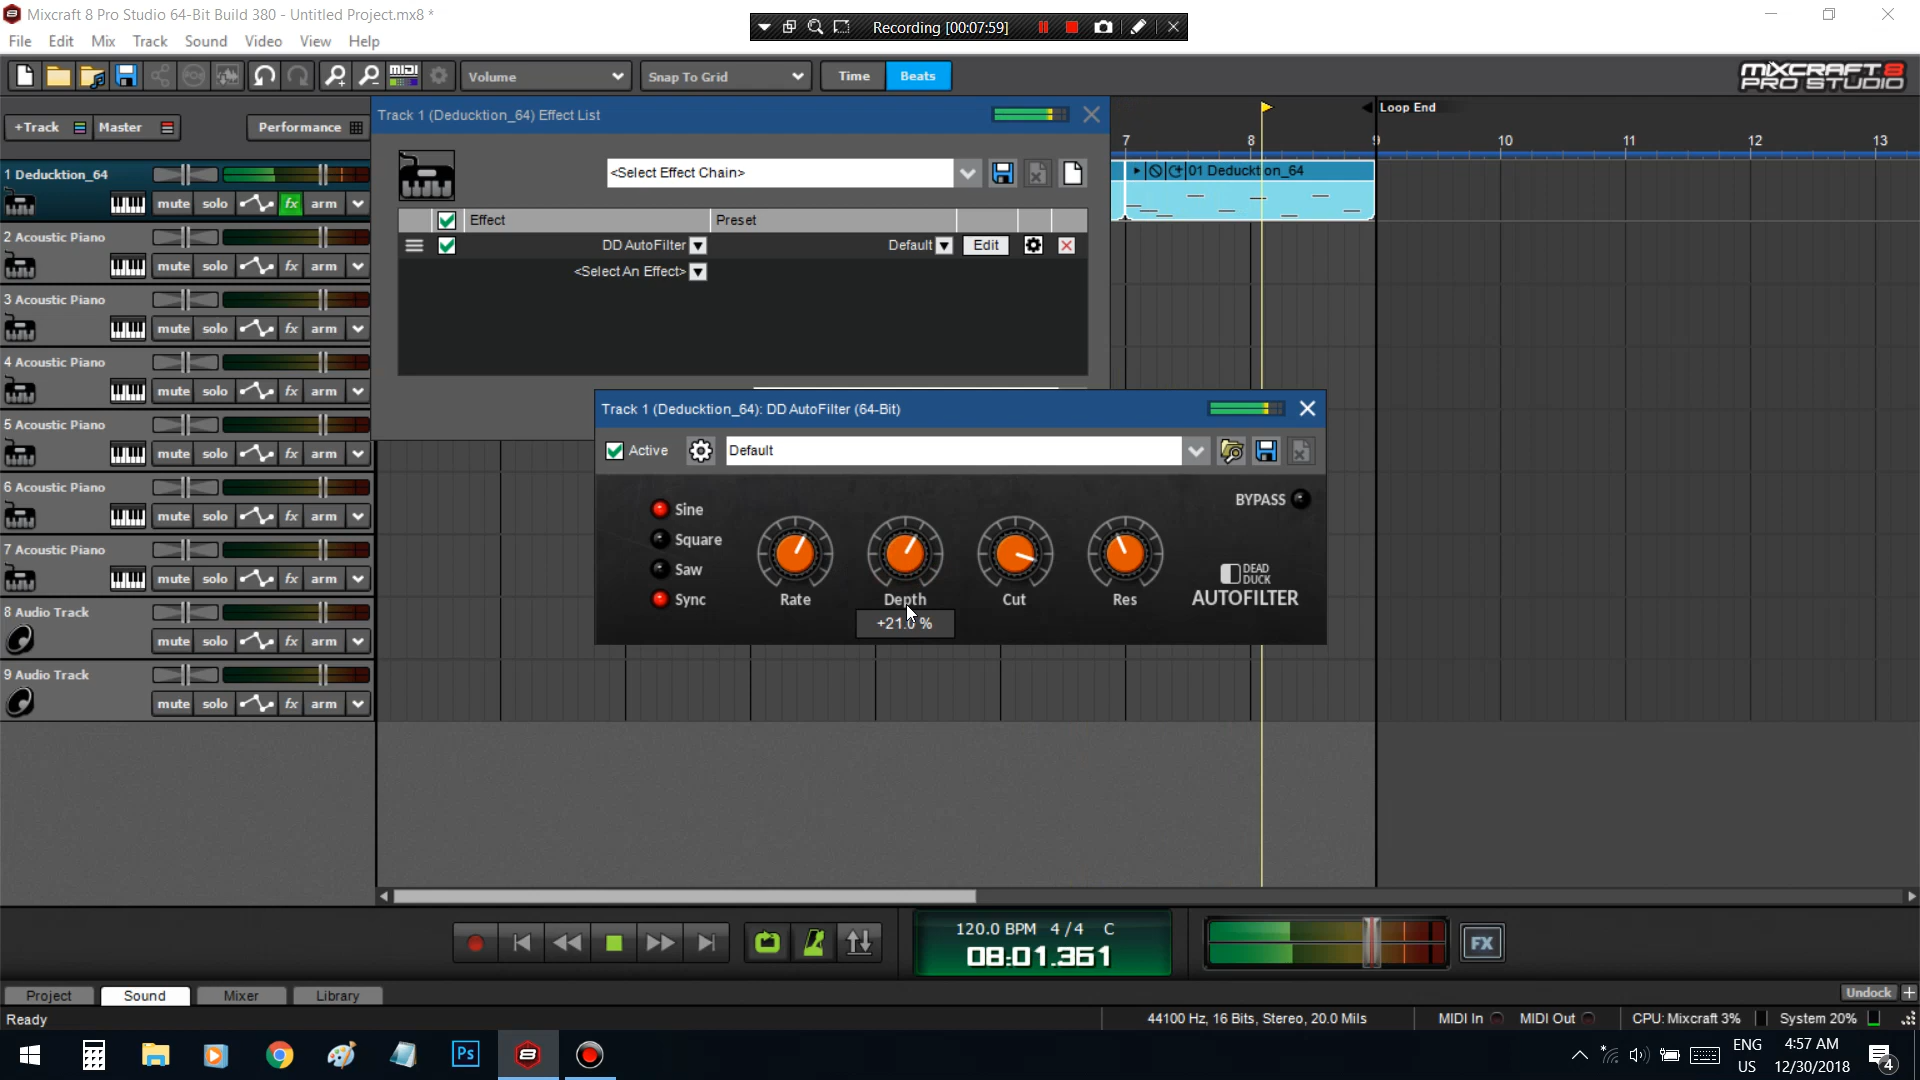 Mixcraft 8 Pro Studio 64-Bit Build 380 - Untitled Project.mx8 *
Recording [00:07:59]
File Edit Mix Track Sound Video View Help
MIDI
Volume
Snap To Grid
Time Beats
MIXCRAFT 8
PRO STUDIO
+Track Master Performance
Track 1 (Deducktion_64) Effect List
Loop End
7 8 9 10 11 12 13
<Select Effect Chain>
1 Deducktion_64
mute solo fx arm
01 Deducktion_64
Effect Preset
DD AutoFilter Default Edit
<Select An Effect>
2 Acoustic Piano
mute solo fx arm
3 Acoustic Piano
mute solo fx arm
4 Acoustic Piano
mute solo fx arm
5 Acoustic Piano
mute solo fx arm
6 Acoustic Piano
mute solo fx arm
7 Acoustic Piano
mute solo fx arm
8 Audio Track
mute solo fx arm
9 Audio Track
mute solo fx arm
Track 1 (Deducktion_64): DD AutoFilter (64-Bit)
Active Default
BYPASS
Sine
Square
Saw
Sync
Rate Depth Cut Res
+21.0 %
DEAD
DUCK
AUTOFILTER
120.0 BPM 4/4 C
08:01.361
FX
Project Sound Mixer Library
Undock +
Ready
44100 Hz, 16 Bits, Stereo, 20.0 Mils MIDI In MIDI Out CPU: Mixcraft 3% System 20%
Ps
8
ENG
US
4:57 AM
12/30/2018
4